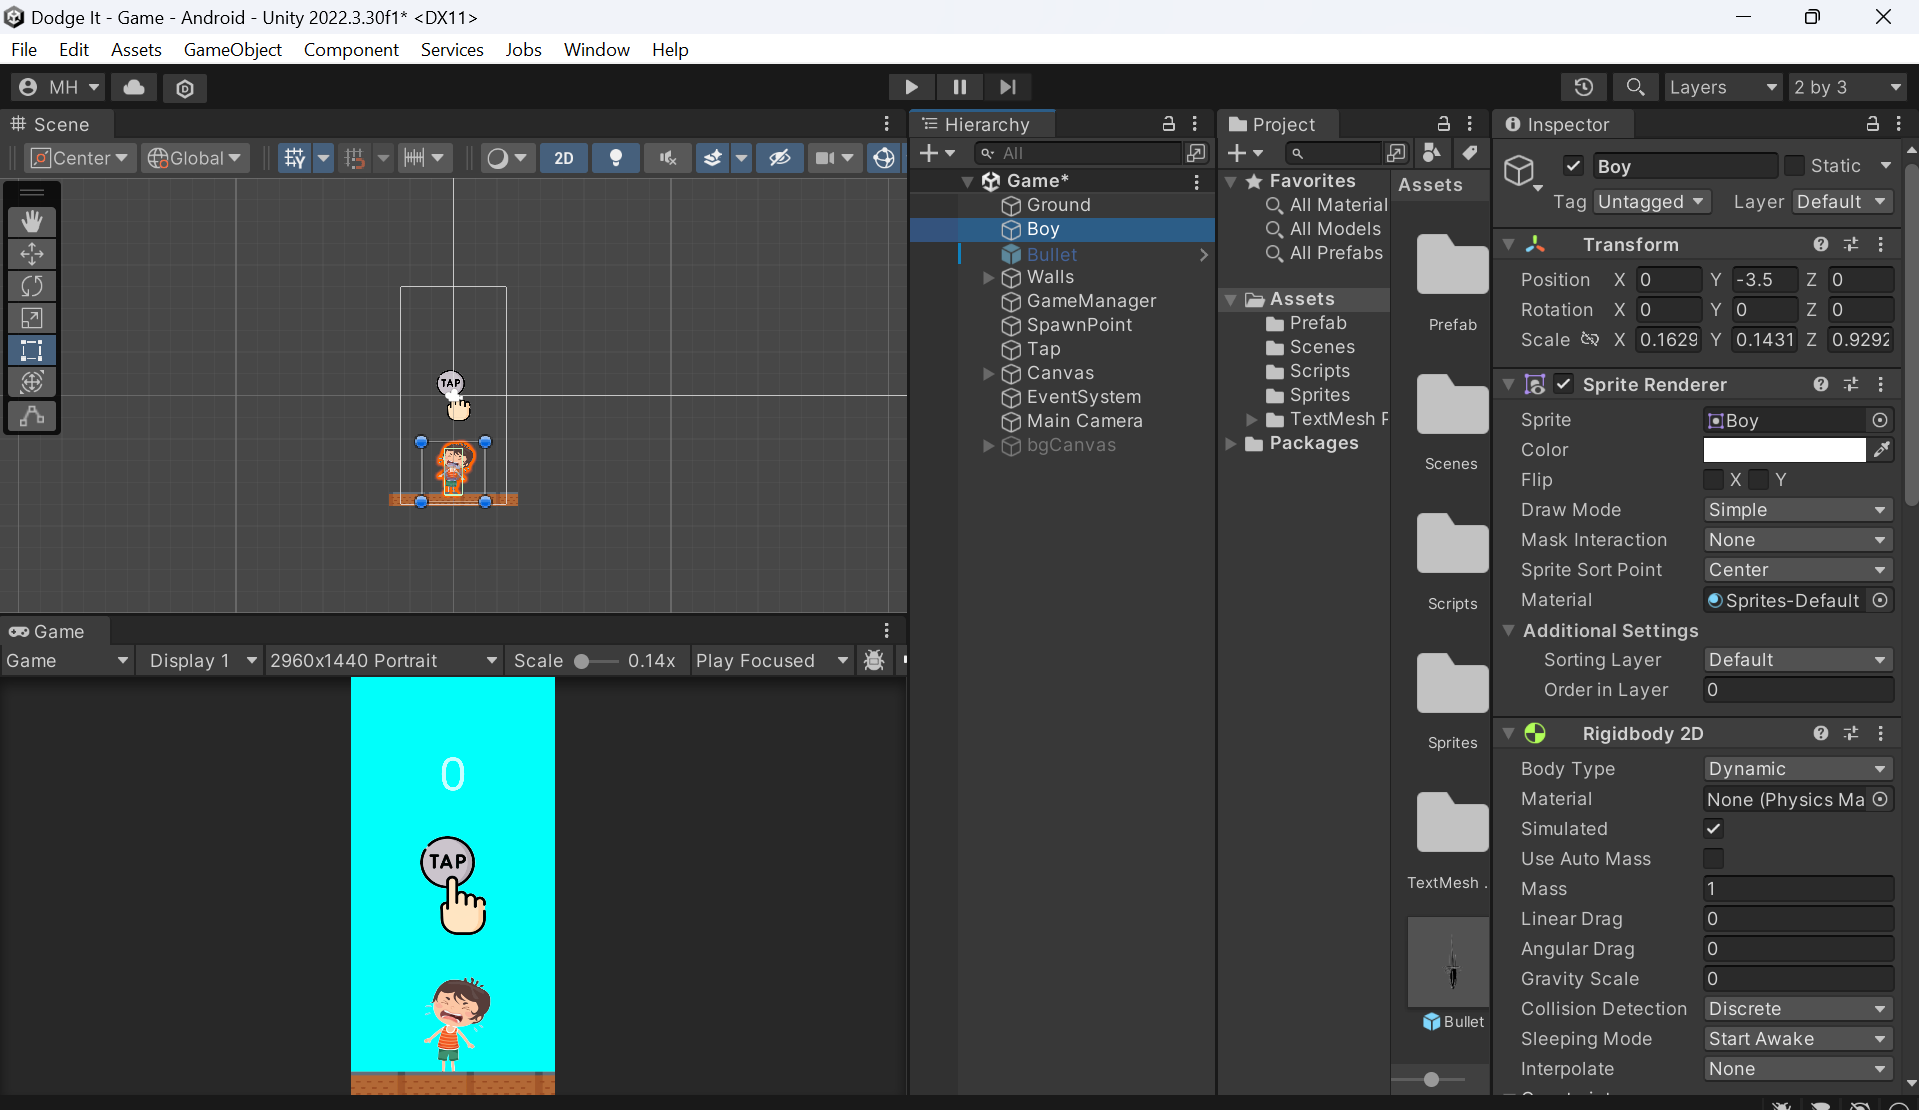 Dodge It - Game - Android - Unity 2022.3.30f1* <DX11>
File Edit Assets GameObject Component Services Jobs Window Help
MH
Layers
2 by 3
Scene
Center
Global
2D
TAP
Game
Game
Display 1
2960x1440 Portrait
Scale
0.14x
Play Focused
0
TAP
Hierarchy
All
Game*
Ground
Boy
Bullet
Walls
GameManager
SpawnPoint
Tap
Canvas
EventSystem
Main Camera
bgCanvas
Project
Favorites
All Material
All Models
All Prefabs
Assets
Prefab
Scenes
Scripts
Sprites
TextMesh P
Packages
Assets
Prefab
Scenes
Scripts
Sprites
TextMesh .
Bullet
Inspector
Boy
Static
Tag Untagged Layer Default
Transform
Position X 0 Y -3.5 Z 0
Rotation X 0 Y 0 Z 0
Scale X 0.1629 Y 0.1431 Z 0.9292
Sprite Renderer
Sprite Boy
Color
Flip X Y
Draw Mode Simple
Mask Interaction None
Sprite Sort Point Center
Material Sprites-Default
Additional Settings
Sorting Layer Default
Order in Layer 0
Rigidbody 2D
Body Type Dynamic
Material None (Physics Ma
Simulated
Use Auto Mass
Mass 1
Linear Drag 0
Angular Drag 0
Gravity Scale 0
Collision Detection Discrete
Sleeping Mode Start Awake
Interpolate None